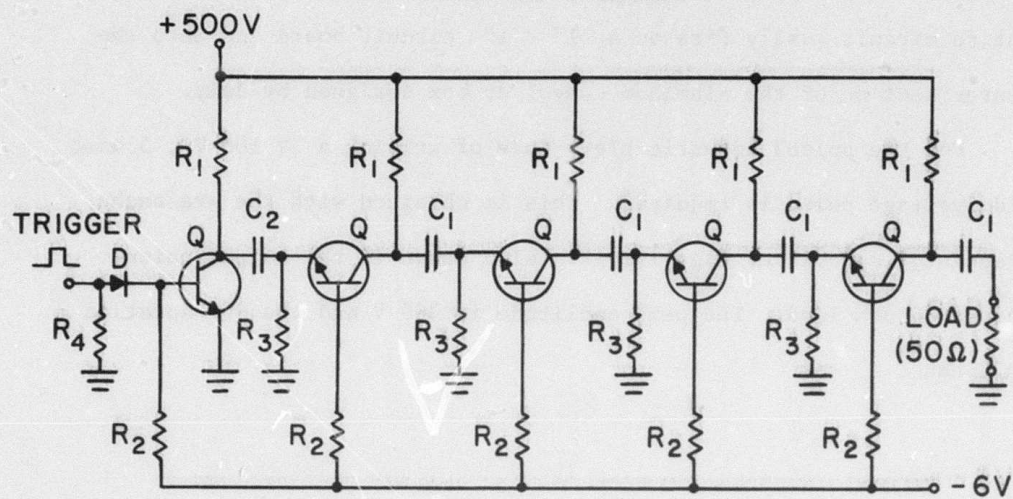 +500V
R1 R1 R1 R1 R1
TRIGGER
Q C2 Q C1 Q C1 Q C1 Q C1
D
R4 R3 R3 R3 R3
LOAD
(50Ω)
R2 R2 R2 R2 R2
-6V